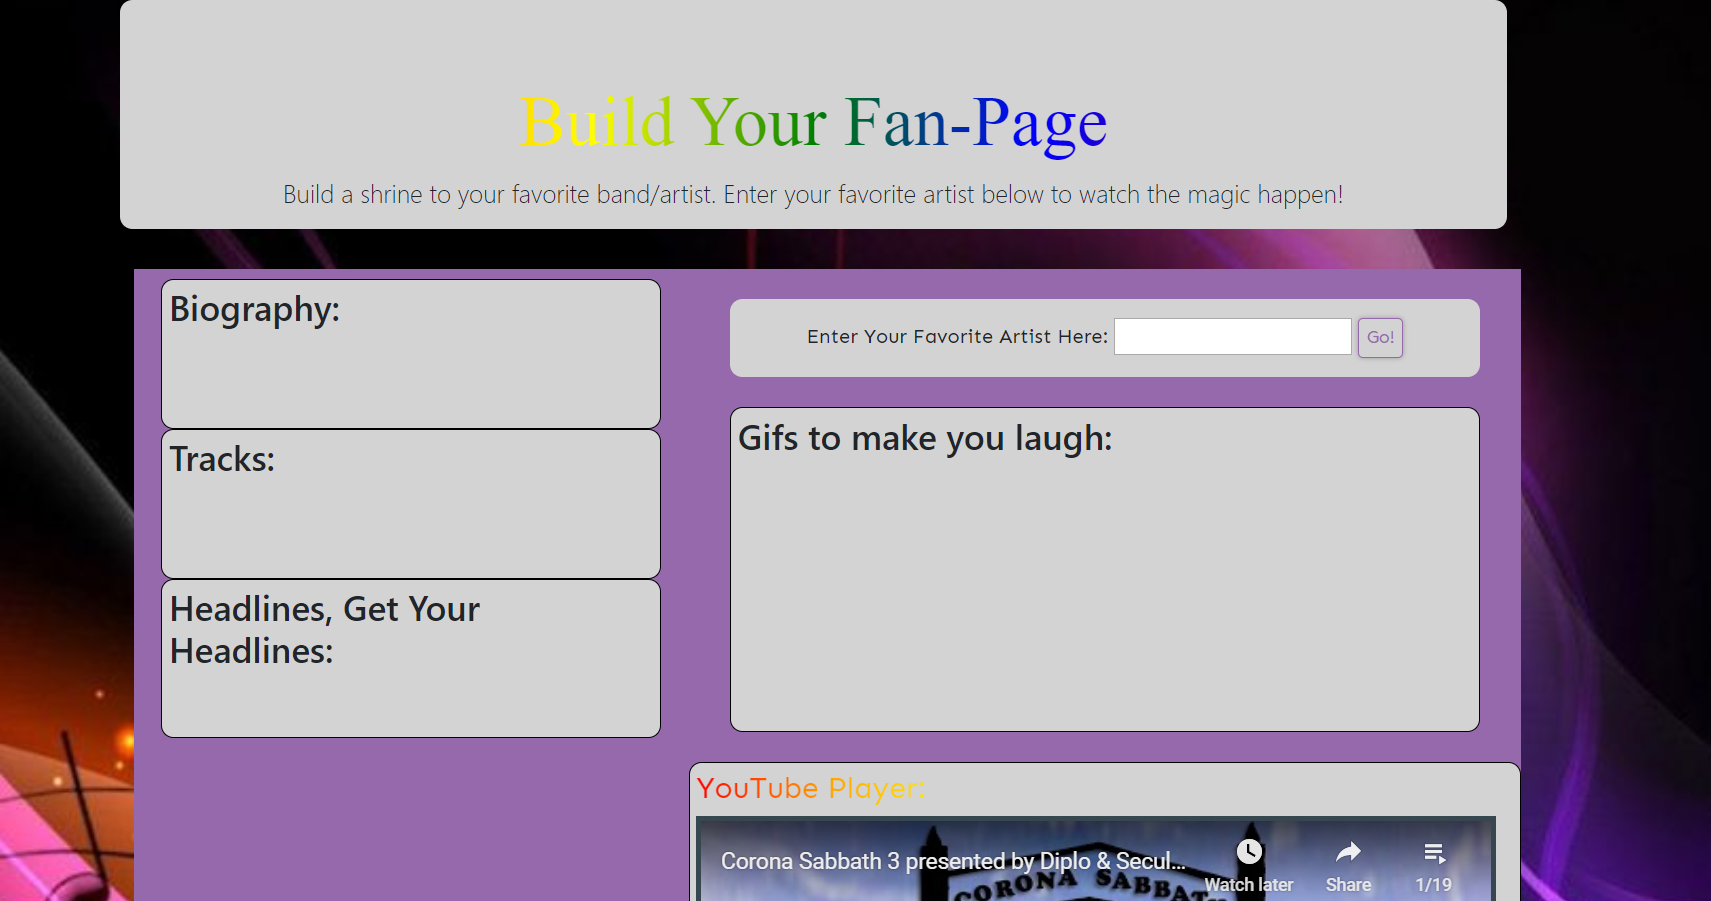 Build Your Fan-Page
Build a shrine to your favorite band/artist. Enter your favorite artist below to watch the magic happen!
Biography:
Tracks:
Headlines, Get Your
Headlines:
Enter Your Favorite Artist Here:
Go!
Gifs to make you laugh:
YouTube Player:
Corona Sabbath 3 presented by Diplo & Secul...
Watch later
Share
1/19
CORONA SABBAT